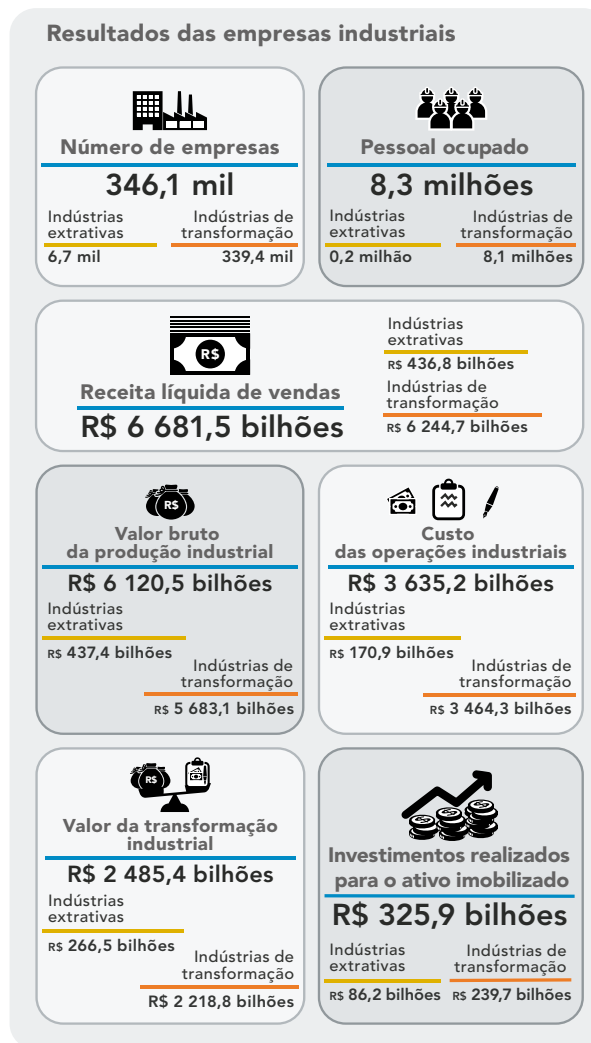 Resultados das empresas industriais
Número de empresas
346,1 mil
Indústrias
extrativas
6,7 mil
Indústrias de
transformação
339,4 mil
Pessoal ocupado
8,3 milhões
Indústrias
extrativas
0,2 milhão
Indústrias de
transformação
8,1 milhões
R$
Receita líquida de vendas
R$ 6 681,5 bilhões
Indústrias
extrativas
R$ 436,8 bilhões
Indústrias de
transformação
R$ 6 244,7 bilhões
R$
Valor bruto
da produção industrial
R$ 6 120,5 bilhões
Indústrias
extrativas
R$ 437,4 bilhões
Indústrias de
transformação
R$ 5 683,1 bilhões
Custo
das operações industriais
R$ 3 635,2 bilhões
Indústrias
extrativas
R$ 170,9 bilhões
Indústrias de
transformação
R$ 3 464,3 bilhões
R$
Valor da transformação
industrial
R$ 2 485,4 bilhões
Indústrias
extrativas
R$ 266,5 bilhões
Indústrias de
transformação
R$ 2 218,8 bilhões
Investimentos realizados
para o ativo imobilizado
R$ 325,9 bilhões
Indústrias
extrativas
R$ 86,2 bilhões
Indústrias de
transformação
R$ 239,7 bilhões